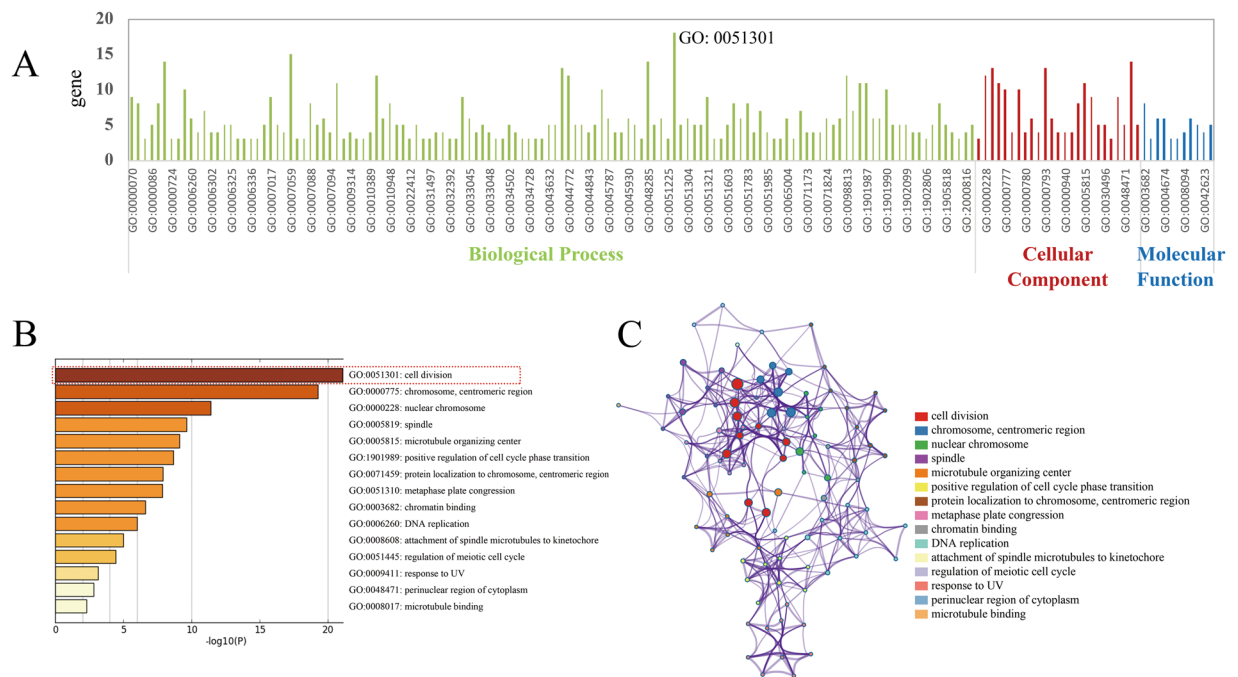 A
gene
20
15
10
5
0
GO: 0051301
GO:0000070
GO:0000086
GO:0000724
GO:0006260
GO:0006302
GO:0006325
GO:0006336
GO:0007017
GO:0007059
GO:0007088
GO:0007094
GO:0009314
GO:0010389
GO:0010948
GO:0022412
GO:0031497
GO:0032392
GO:0033045
GO:0033048
GO:0034502
GO:0034728
GO:0044632
GO:0044772
GO:0044843
GO:0045787
GO:0045930
GO:0048285
GO:0051225
GO:0051304
GO:0051321
GO:0051603
GO:0051783
GO:0051985
GO:0065004
GO:0071173
GO:0071824
GO:0098813
GO:1901987
GO:1901990
GO:1902099
GO:1902806
GO:1905818
GO:2000816
GO:0000228
GO:0000777
GO:0000780
GO:0000793
GO:0000940
GO:0005815
GO:0030496
GO:0048471
GO:0003682
GO:0004674
GO:0008094
GO:0042623
Biological Process
Cellular
Component
Molecular
Function
B
GO:0051301: cell division
GO:0000775: chromosome, centromeric region
GO:0000228: nuclear chromosome
GO:0005819: spindle
GO:0005815: microtubule organizing center
GO:1901989: positive regulation of cell cycle phase transition
GO:0071459: protein localization to chromosome, centromeric region
GO:0051310: metaphase plate congression
GO:0003682: chromatin binding
GO:0006260: DNA replication
GO:0008608: attachment of spindle microtubules to kinetochore
GO:0051445: regulation of meiotic cell cycle
GO:0009411: response to UV
GO:0048471: perinuclear region of cytoplasm
GO:0008017: microtubule binding
0
5
10
15
20
-log10(P)
C
cell division
chromosome, centromeric region
nuclear chromosome
spindle
microtubule organizing center
positive regulation of cell cycle phase transition
protein localization to chromosome, centromeric region
metaphase plate congression
chromatin binding
DNA replication
attachment of spindle microtubules to kinetochore
regulation of meiotic cell cycle
response to UV
perinuclear region of cytoplasm
microtubule binding